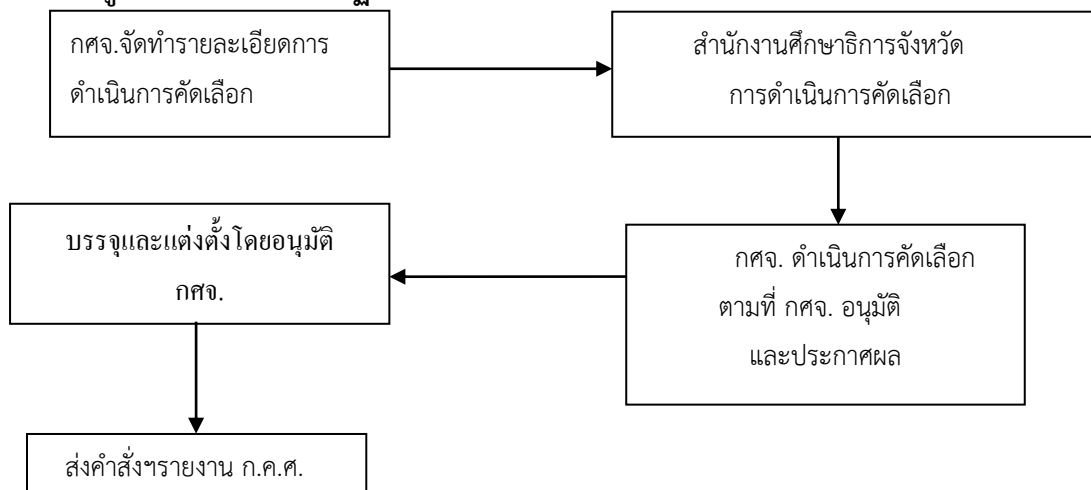 กศจ.จัดทำรายละเอียดการ
ดำเนินการคัดเลือก
สำนักงานศึกษาธิการจังหวัด
การดำเนินการคัดเลือก
กศจ. ดำเนินการคัดเลือก
ตามที่ กศจ. อนุมัติ
และประกาศผล
บรรจุและแต่งตั้งโดยอนุมัติ
กศจ.
ส่งคำสั่งฯรายงาน ก.ค.ศ.